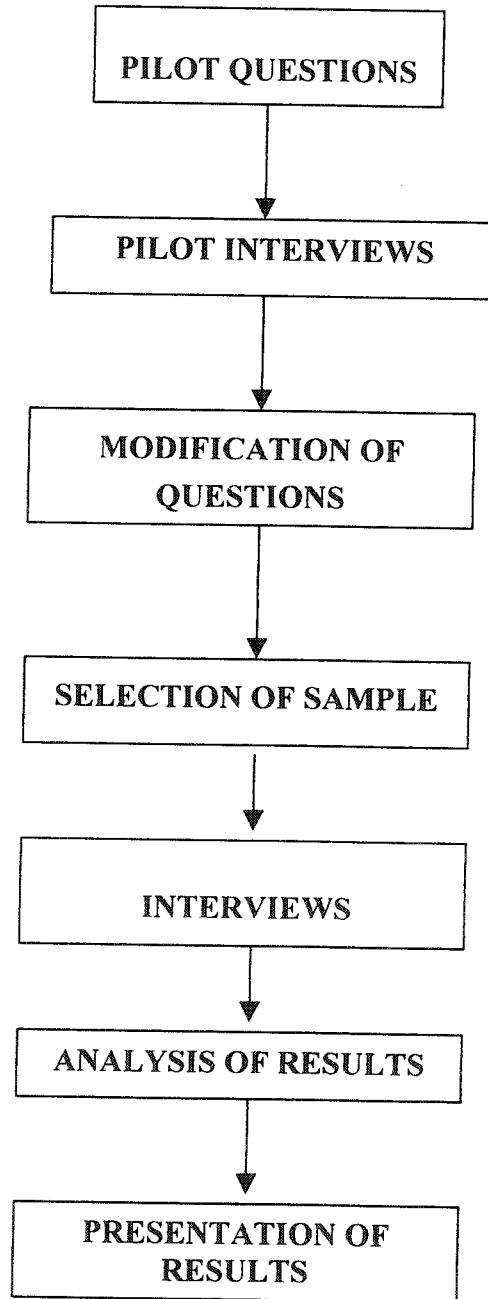 PILOT QUESTIONS
PILOT INTERVIEWS
MODIFICATION OF
QUESTIONS
SELECTION OF SAMPLE
INTERVIEWS
ANALYSIS OF RESULTS
PRESENTATION OF
RESULTS